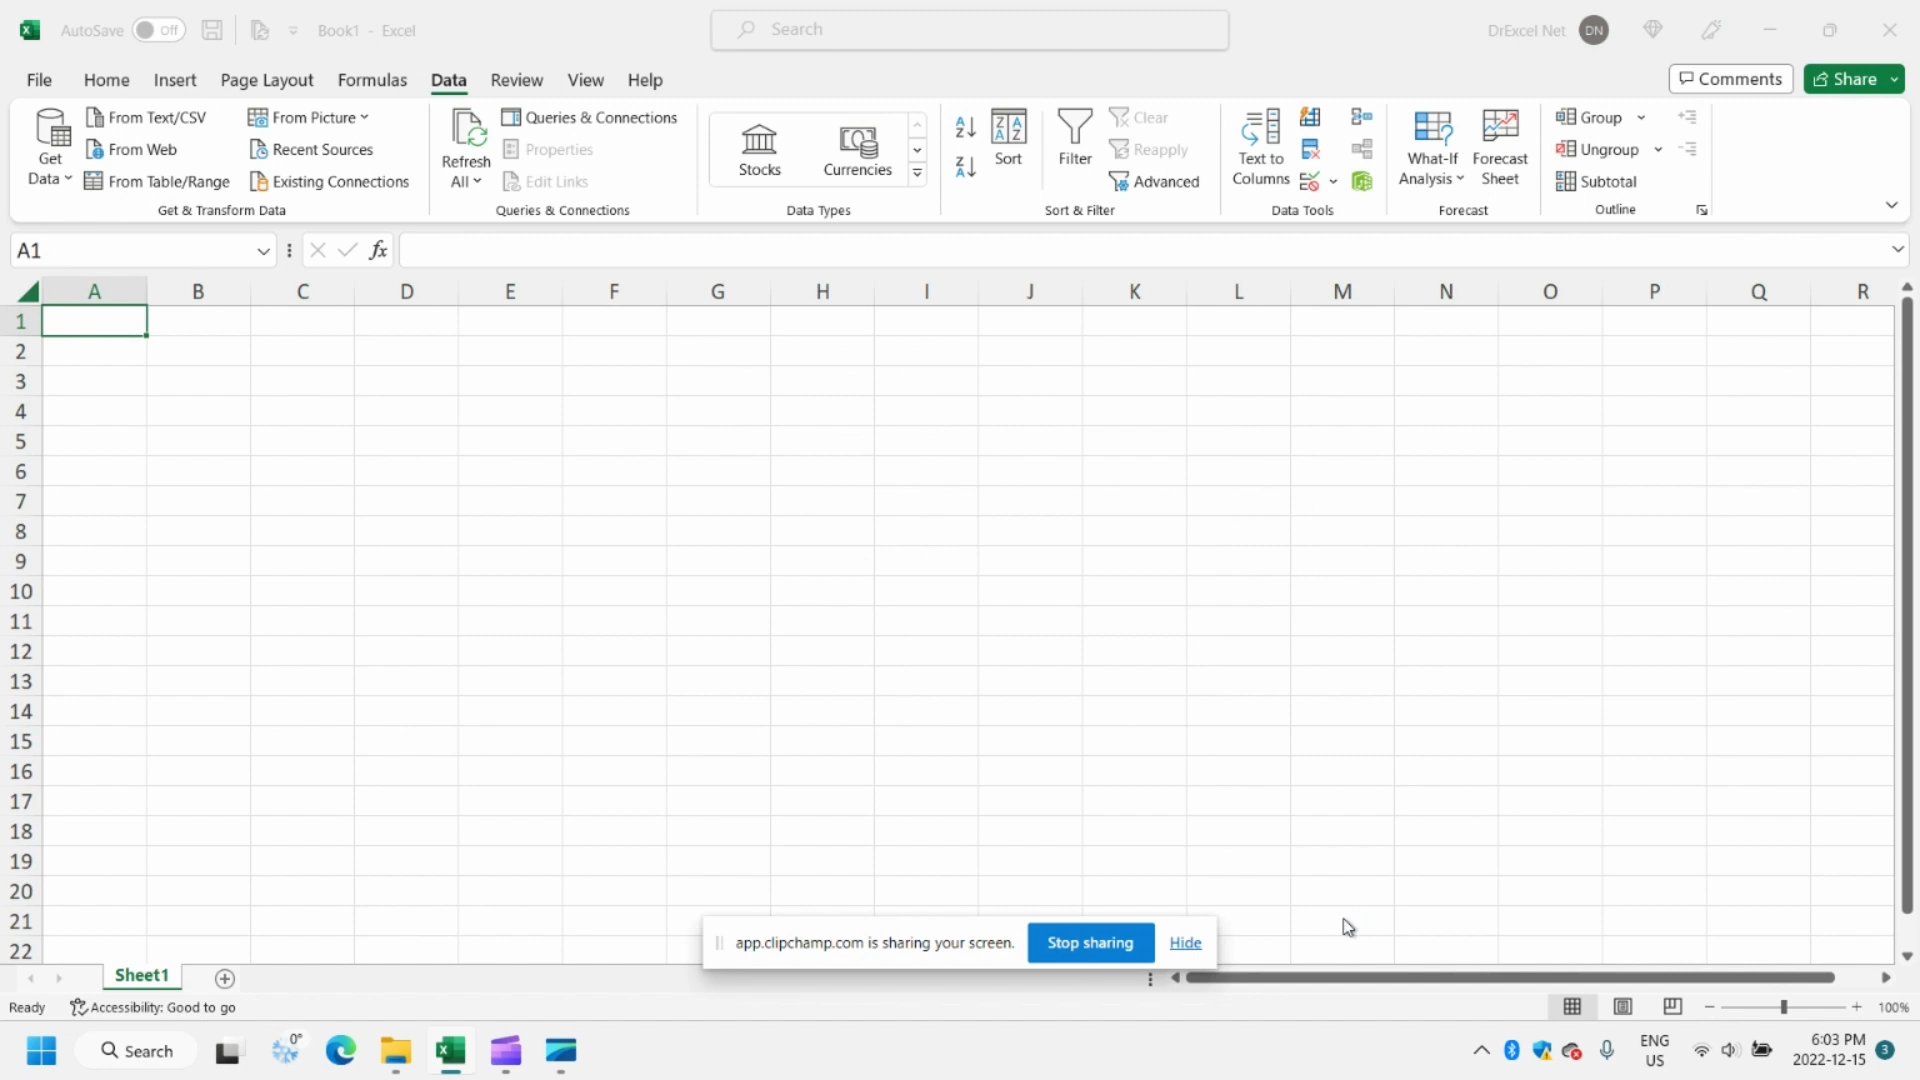 AutoSave Off Book1 - Excel Search DrExcel Net DN
File Home Insert Page Layout Formulas Data Review View Help Comments Share
Get Data
From Text/CSV
From Web
From Table/Range
From Picture
Recent Sources
Existing Connections
Get & Transform Data
Refresh All
Queries & Connections
Properties
Edit Links
Queries & Connections
Stocks
Currencies
Data Types
Sort
Filter
Clear
Reapply
Advanced
Sort & Filter
Text to
Columns
Data Tools
What-If
Analysis
Forecast
Sheet
Forecast
Group
Ungroup
Subtotal
Outline
A1 fx
A B C D E F G H I J K L M N O P Q R
1
2
3
4
5
6
7
8
9
10
11
12
13
14
15
16
17
18
19
20
21
22
app.clipchamp.com is sharing your screen. Stop sharing Hide
Sheet1
Ready Accessibility: Good to go 100%
0° Search ENG
US
6:03 PM
2022-12-15
3